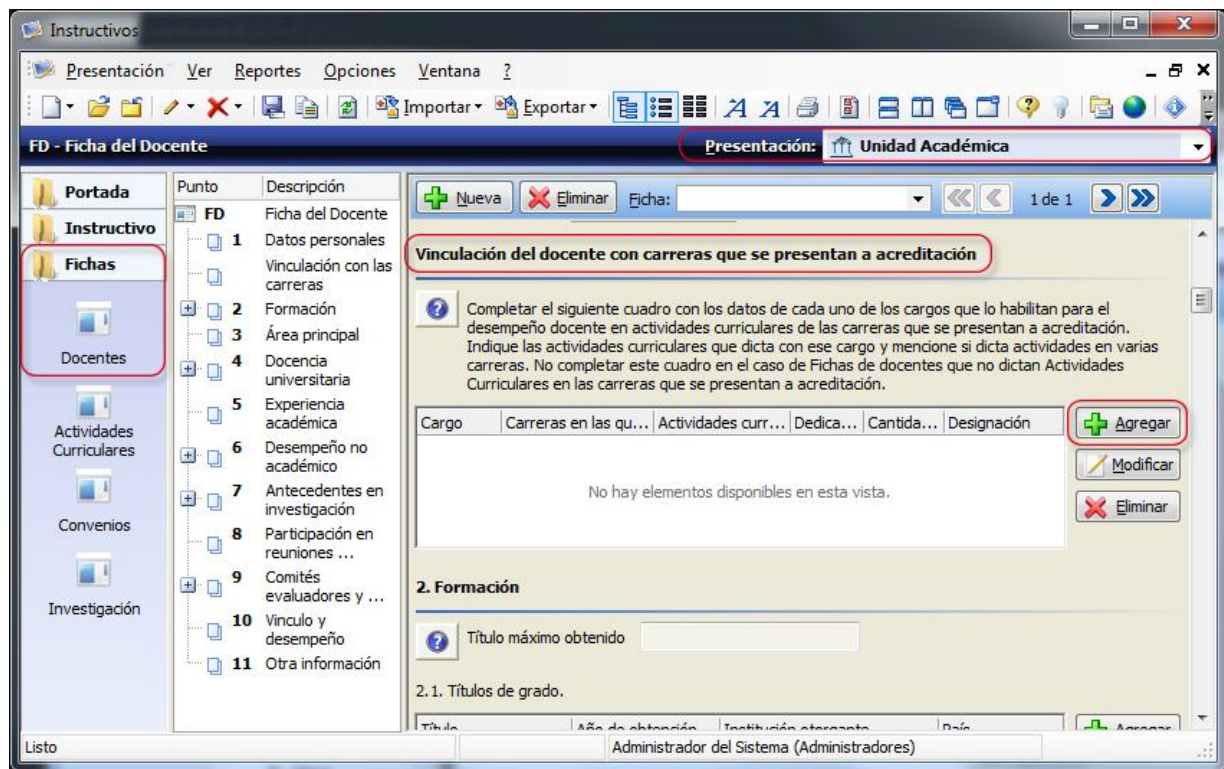 Instructivos
Presentación Ver Reportes Opciones Ventana ?
Importar Exportar
FD - Ficha del Docente
Presentación: Unidad Académica
Portada
Instructivo
Fichas
Docentes
Actividades
Curriculares
Convenios
Investigación
Punto Descripción
FD Ficha del Docente
1 Datos personales
Vinculación con las
carreras
2 Formación
3 Área principal
4 Docencia
universitaria
5 Experiencia
académica
6 Desempeño no
académico
7 Antecedentes en
investigación
8 Participación en
reuniones ...
9 Comités
evaluadores y ...
10 Vinculo y
desempeño
11 Otra información
Nueva Eliminar Ficha: 1 de 1
Vinculación del docente con carreras que se presentan a acreditación
Completar el siguiente cuadro con los datos de cada uno de los cargos que lo habilitan para el
desempeño docente en actividades curriculares de las carreras que se presentan a acreditación.
Indique las actividades curriculares que dicta con ese cargo y mencione si dicta actividades en varias
carreras. No completar este cuadro en el caso de Fichas de docentes que no dictan Actividades
Curriculares en las carreras que se presentan a acreditación.
Cargo Carreras en las qu... Actividades curr... Dedica... Cantida... Designación
No hay elementos disponibles en esta vista.
Agregar
Modificar
Eliminar
2. Formación
Título máximo obtenido
2.1. Títulos de grado.
Título Año de obtención Institución otorgante País Agregar
Listo Administrador del Sistema (Administradores)